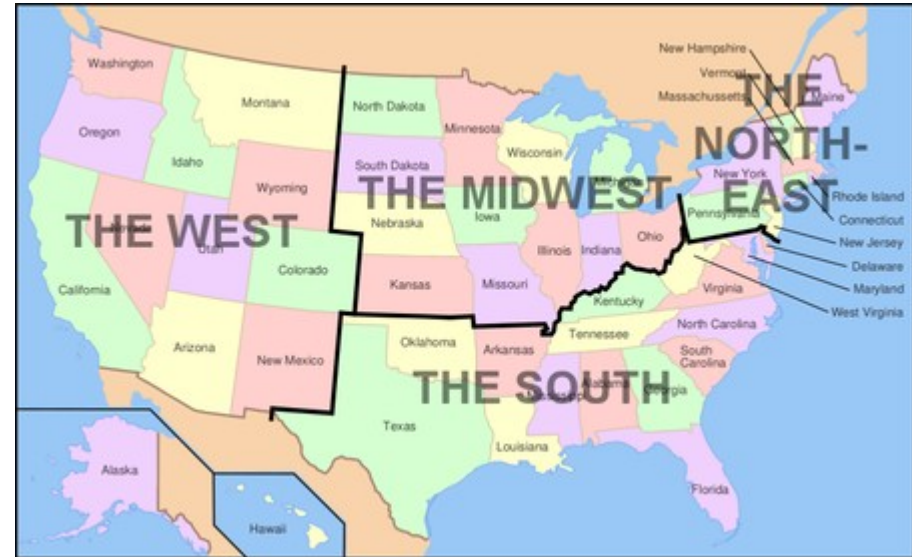 Washington
Montana
North Dakota
Minnesota
New Hampshire
Vermont
Massachusetts
THE
NORTH-
EAST
Maine
Oregon
Idaho
Wyoming
South Dakota
Wisconsin
Michigan
New York
THE WEST
THE MIDWEST
Nevada
Utah
Colorado
Nebraska
Iowa
Pennsylvania
Rhode Island
Connecticut
New Jersey
Delaware
Maryland
West Virginia
California
Kansas
Missouri
Illinois
Indiana
Ohio
Kentucky
Virginia
Arizona
New Mexico
Oklahoma
Arkansas
Tennessee
North Carolina
South
Carolina
THE SOUTH
Mississippi
Alabama
Georgia
Texas
Louisiana
Florida
Alaska
Hawaii